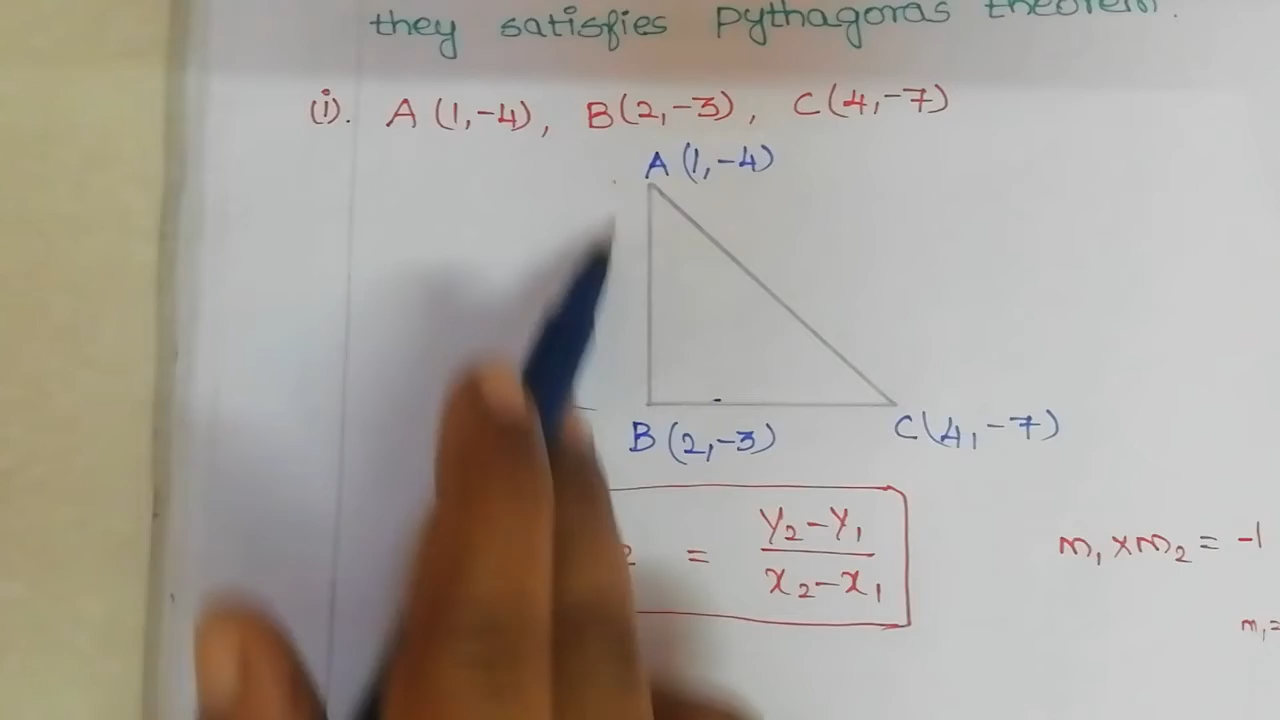 they satisfies pythagoras theorem.
(i). A (1,-4), B(2,-3), C(4,-7)
A (1,-4)
B (2,-3)
C(4,-7)
= y₂-y₁ / x₂-x₁
m₁ × m₂ = -1
m₁=